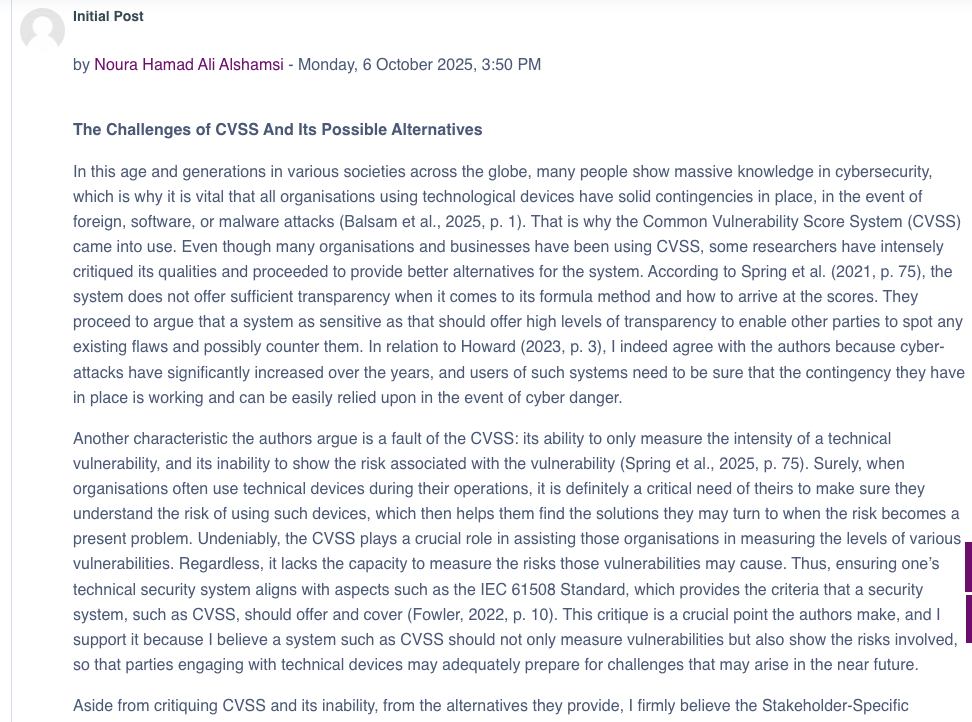 Initial Post
by Noura Hamad Ali Alshamsi - Monday, 6 October 2025, 3:50 PM
The Challenges of CVSS And Its Possible Alternatives
In this age and generations in various societies across the globe, many people show massive knowledge in cybersecurity,
which is why it is vital that all organisations using technological devices have solid contingencies in place, in the event of
foreign, software, or malware attacks (Balsam et al., 2025, p. 1). That is why the Common Vulnerability Score System (CVSS)
came into use. Even though many organisations and businesses have been using CVSS, some researchers have intensely
critiqued its qualities and proceeded to provide better alternatives for the system. According to Spring et al. (2021, p. 75), the
system does not offer sufficient transparency when it comes to its formula method and how to arrive at the scores. They
proceed to argue that a system as sensitive as that should offer high levels of transparency to enable other parties to spot any
existing flaws and possibly counter them. In relation to Howard (2023, p. 3), I indeed agree with the authors because cyber-
attacks have significantly increased over the years, and users of such systems need to be sure that the contingency they have
in place is working and can be easily relied upon in the event of cyber danger.
Another characteristic the authors argue is a fault of the CVSS: its ability to only measure the intensity of a technical
vulnerability, and its inability to show the risk associated with the vulnerability (Spring et al., 2025, p. 75). Surely, when
organisations often use technical devices during their operations, it is definitely a critical need of theirs to make sure they
understand the risk of using such devices, which then helps them find the solutions they may turn to when the risk becomes a
present problem. Undeniably, the CVSS plays a crucial role in assisting those organisations in measuring the levels of various
vulnerabilities. Regardless, it lacks the capacity to measure the risks those vulnerabilities may cause. Thus, ensuring one's
technical security system aligns with aspects such as the IEC 61508 Standard, which provides the criteria that a security
system, such as CVSS, should offer and cover (Fowler, 2022, p. 10). This critique is a crucial point the authors make, and I
support it because I believe a system such as CVSS should not only measure vulnerabilities but also show the risks involved,
so that parties engaging with technical devices may adequately prepare for challenges that may arise in the near future.
Aside from critiquing CVSS and its inability, from the alternatives they provide, I firmly believe the Stakeholder-Specific